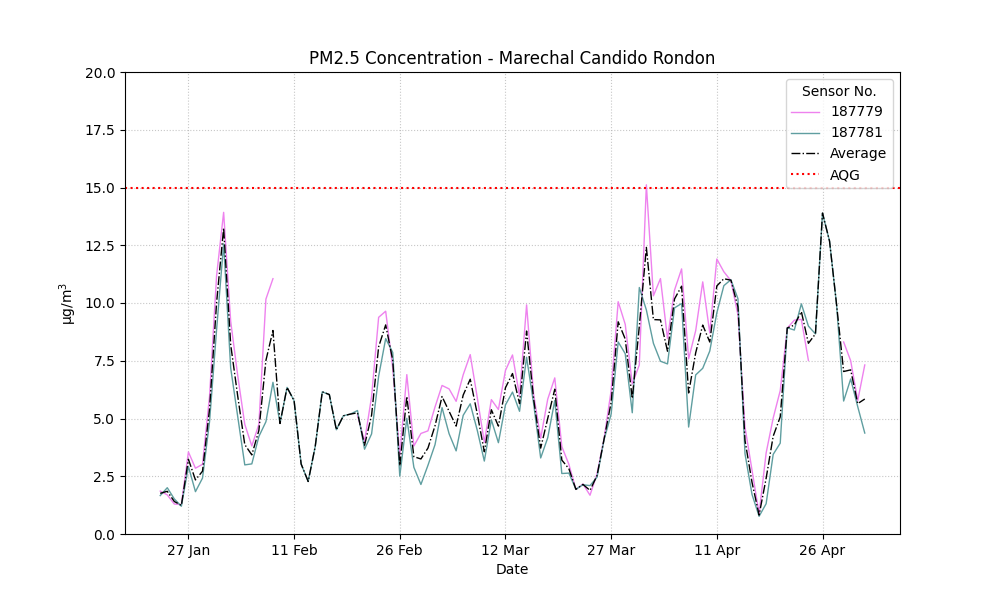 PM2.5 Concentration - Marechal Candido Rondon
20.0
17.5
15.0
12.5
10.0
7.5
5.0
2.5
0.0
µg/m³
Sensor No.
187779
187781
Average
AQG
27 Jan
11 Feb
26 Feb
12 Mar
27 Mar
11 Apr
26 Apr
Date